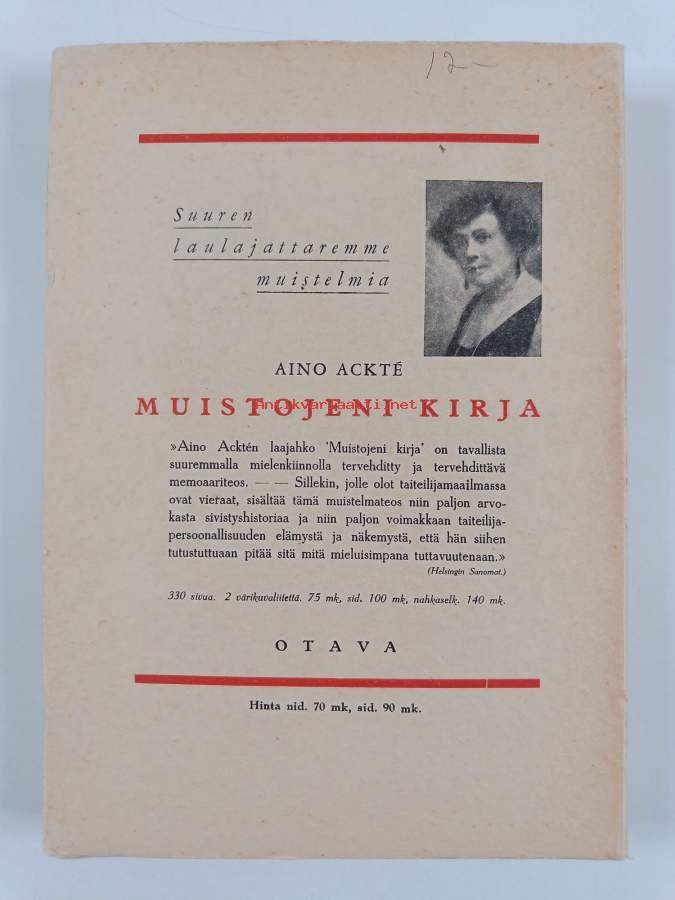 12-
Suuren
laulajattaremme
muistelmia
AINO ACKTÉ
MUISTOJENI KIRJA
Antikvariaatti.net
»Aino Acktén laajahko 'Muistojeni kirja' on tavallista
suuremmalla mielenkiinnolla tervehditty ja tervehdittävä
memoaariteos. — — Sillekin, jolle olot taiteilijamaailmassa
ovat vieraat, sisältää tämä muistelmateos niin paljon arvo-
kasta sivistyshistoriaa ja niin paljon voimakkaan taiteilija-
persoonallisuuden elämystä ja näkemystä, että hän siihen
tutustuttuaan pitää sitä mitä mieluisimpana tuttavuutenaan.»
(Helsingin Sanomat.)
330 sivua. 2 värikuvaliitettä. 75 mk, sid. 100 mk, nahkaselk. 140 mk.
OTAVA
Hinta nid. 70 mk, sid. 90 mk.